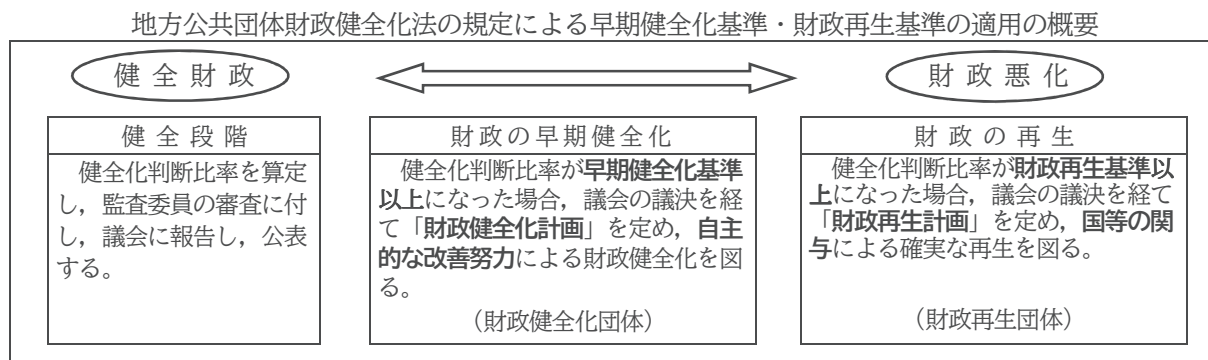 地方公共団体財政健全化法の規定による早期健全化基準・財政再生基準の適用の概要
健全財政
財政悪化
健全段階
健全化判断比率を算定
し，監査委員の審査に付
し，議会に報告し，公表
する。
財政の早期健全化
健全化判断比率が早期健全化基準
以上になった場合，議会の議決を経
て「財政健全化計画」を定め，自主
的な改善努力による財政健全化を図
る。
（財政健全化団体）
財政の再生
健全化判断比率が財政再生基準以
上になった場合，議会の議決を経て
「財政再生計画」を定め，国等の関
与による確実な再生を図る。
（財政再生団体）